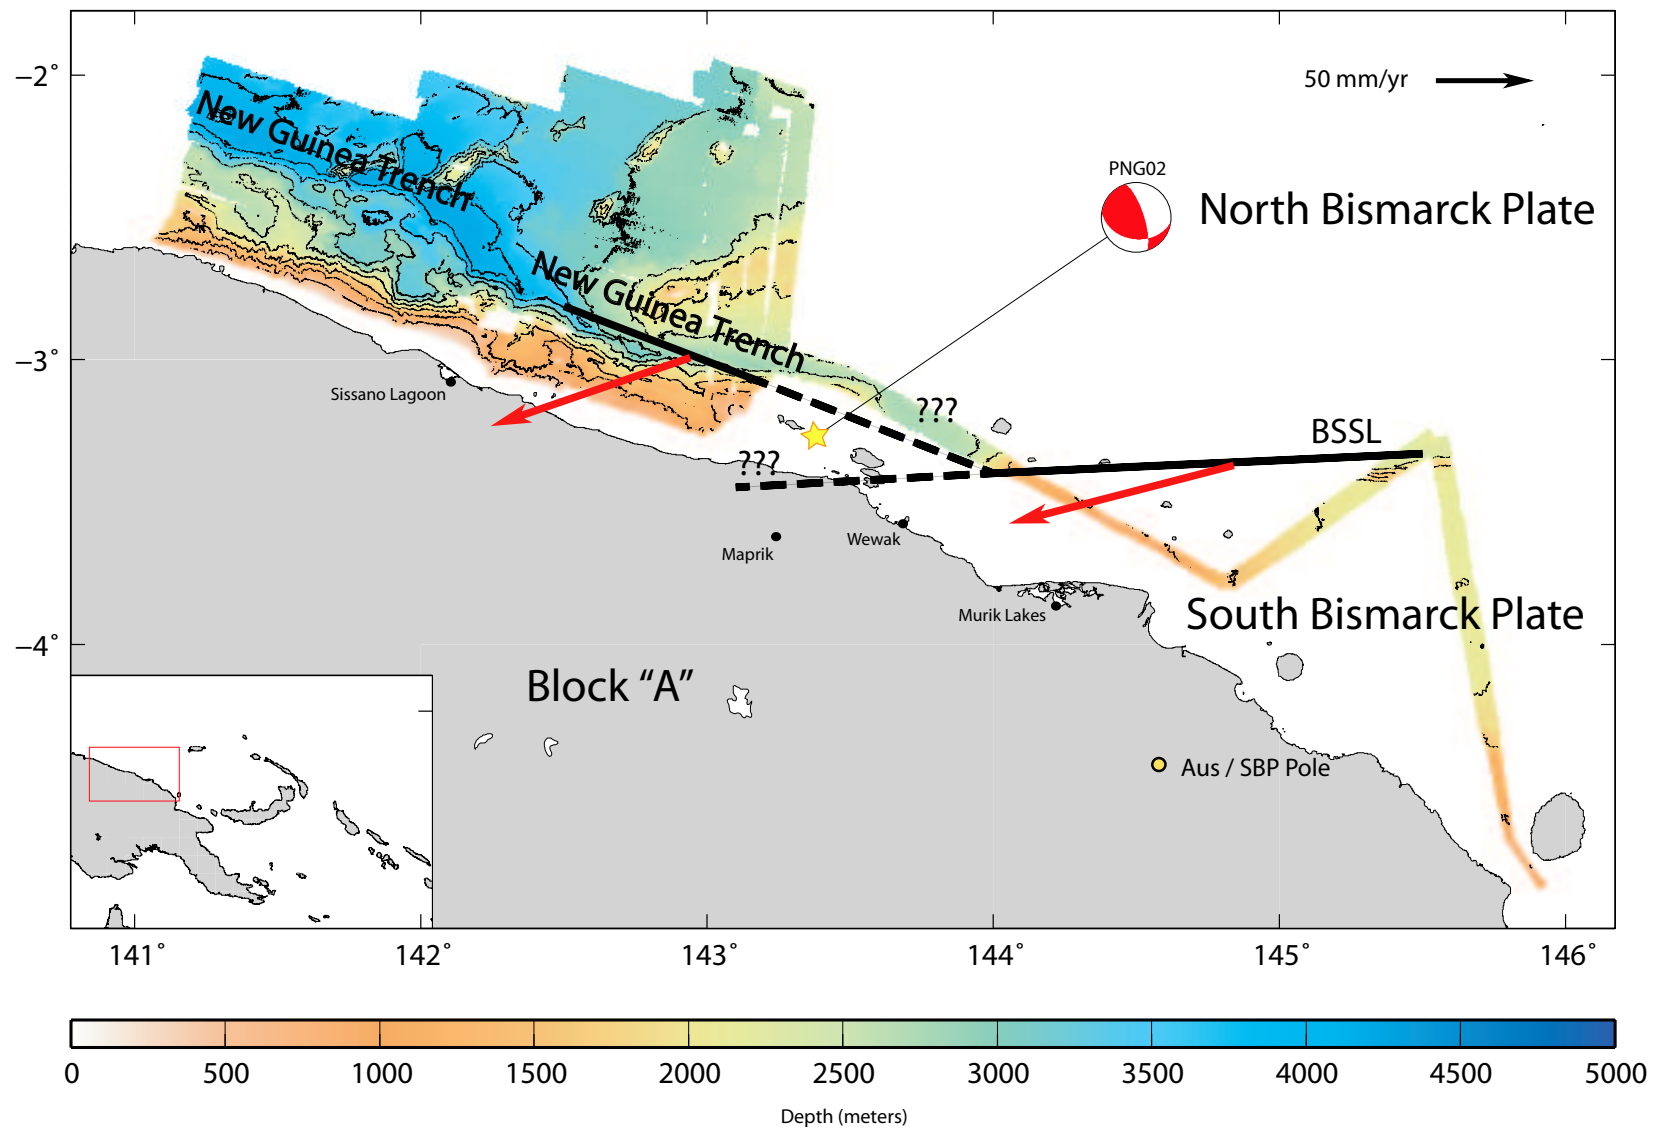 −2°
50 mm/yr
New Guinea Trench
PNG02
North Bismarck Plate
New Guinea Trench
−3°
Sissano Lagoon
???
BSSL
???
Wewak
Maprik
Murik Lakes
South Bismarck Plate
−4°
Block “A”
Aus / SBP Pole
141° 142° 143° 144° 145° 146°
0 500 1000 1500 2000 2500 3000 3500 4000 4500 5000
Depth (meters)